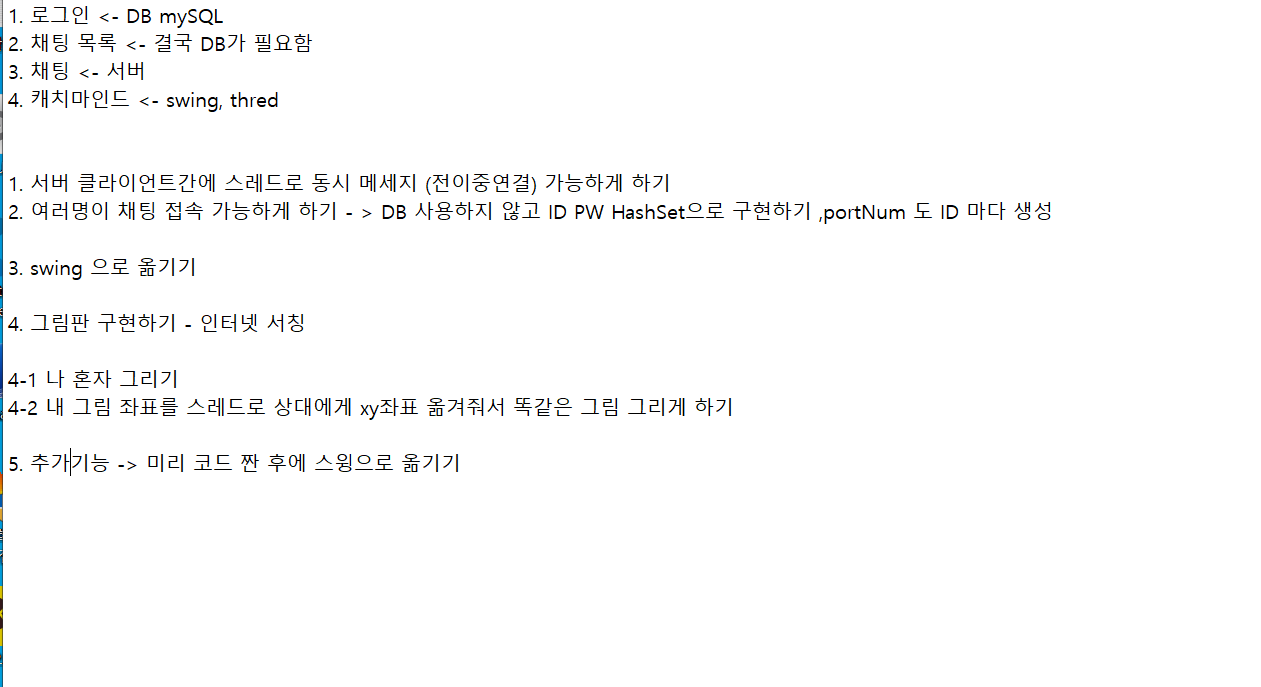 1. 로그인 <- DB mySQL
2. 채팅 목록 <- 결국 DB가 필요함
3. 채팅 <- 서버
4. 캐치마인드 <- swing, thred
1. 서버 클라이언트간에 스레드로 동시 메세지 (전이중연결) 가능하게 하기
2. 여러명이 채팅 접속 가능하게 하기 - > DB 사용하지 않고 ID PW HashSet으로 구현하기 ,portNum 도 ID 마다 생성
3. swing 으로 옮기기
4. 그림판 구현하기 - 인터넷 서칭
4-1 나 혼자 그리기
4-2 내 그림 좌표를 스레드로 상대에게 xy좌표 옮겨줘서 똑같은 그림 그리게 하기
5. 추가기능 -> 미리 코드 짠 후에 스윙으로 옮기기